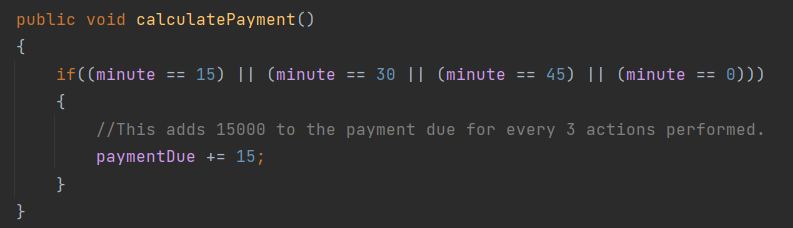 public void calculatePayment()
{
if((minute == 15) || (minute == 30 || (minute == 45) || (minute == 0)))
{
//This adds 15000 to the payment due for every 3 actions performed.
paymentDue += 15;
}
}